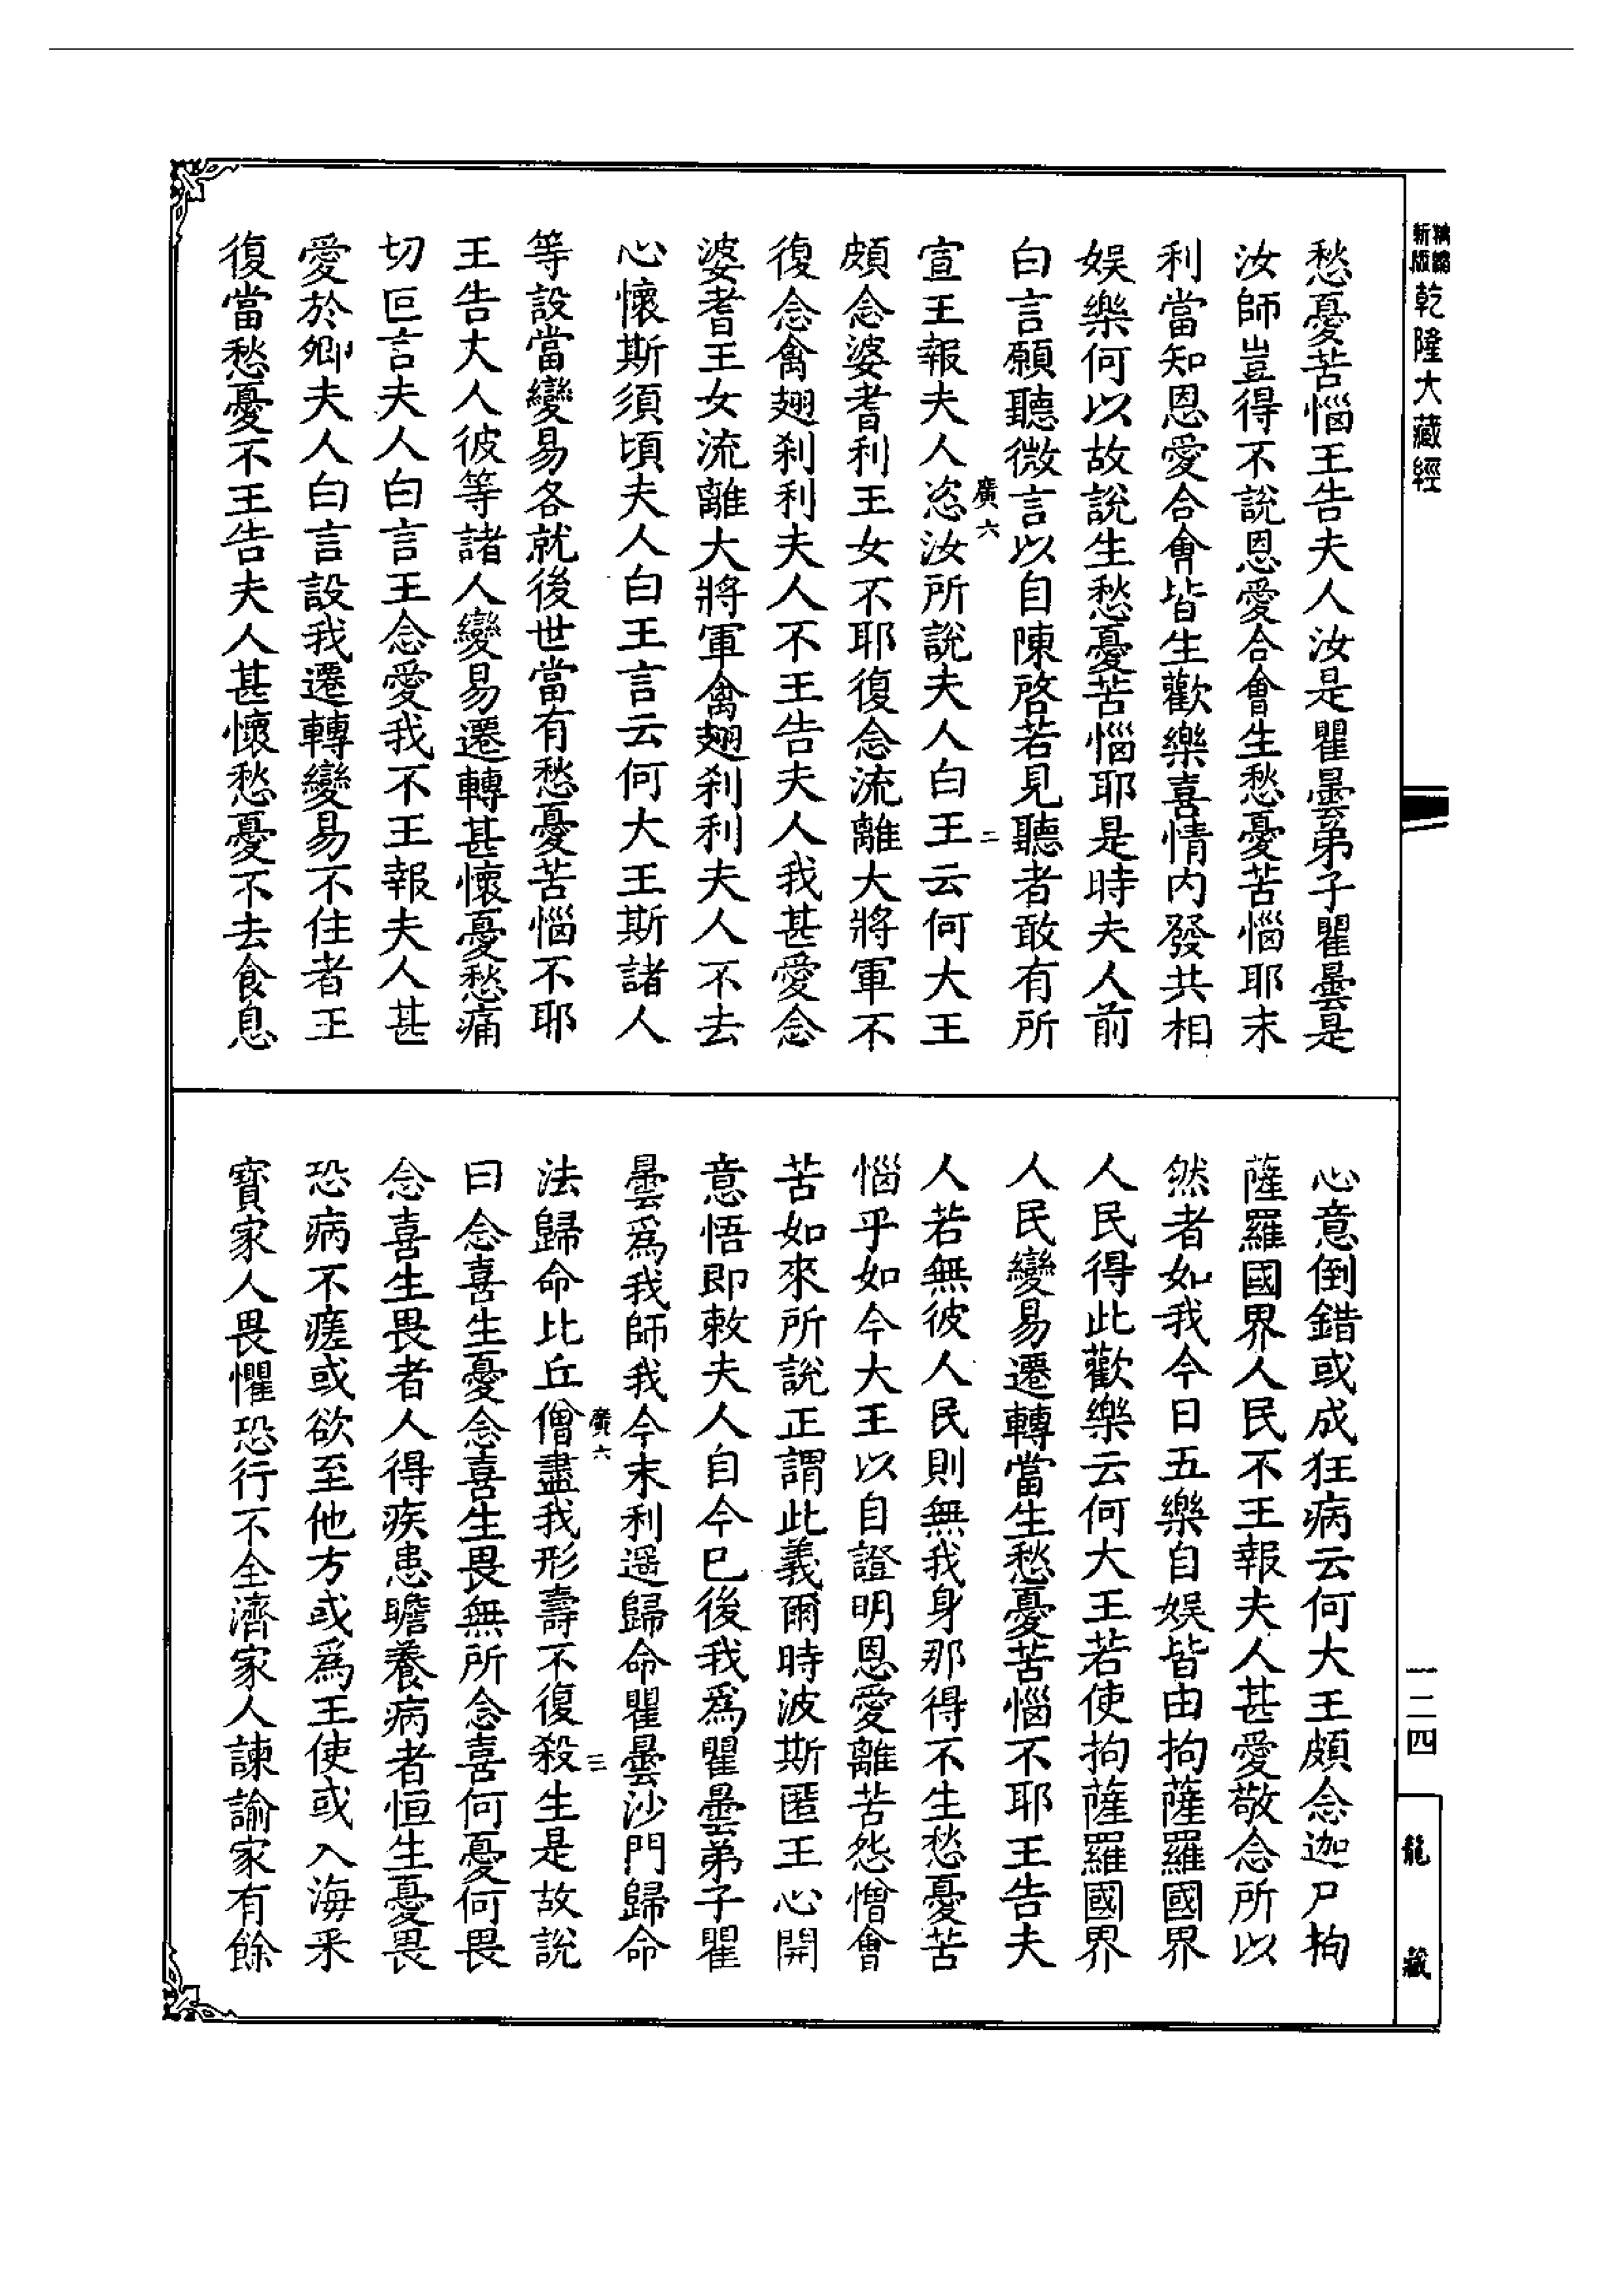 精縮新版乾隆大藏經
愁憂苦惱王告夫人汝是瞿曇弟子瞿曇是
汝師豈得不說恩愛合會生愁憂苦惱耶末
利當知恩愛合會皆生歡樂喜情內發共相
娛樂何以故說生愁憂苦惱耶是時夫人前
白言願聽微言以自陳啓若見聽者敢有所
廣六 二
宣王報夫人恣汝所說夫人白王云何大王
頗念婆耆利王女不耶復念流離大將軍不
復念禽翅刹利夫人不王告夫人我甚愛念
婆耆王女流離大將軍禽翅刹利夫人不去
心懷斯須頃夫人白王言云何大王斯諸人
等設當變易各就後世當有愁憂苦惱不耶
王告大人彼等諸人變易遷轉甚懷憂愁痛
切叵言夫人白言王念愛我不王報夫人甚
愛於卿夫人白言設我遷轉變易不住者王
復當愁憂不王告夫人甚懷愁憂不去食息
心意倒錯或成狂病云何大王頗念迦尸拘
薩羅國界人民不王報夫人甚愛敬念所以
然者如我今日五樂自娛皆由拘薩羅國界
人民得此歡樂云何大王若使拘薩羅國界
人民變易遷轉當生愁憂苦惱不耶王告夫
人若無彼人民則無我身那得不生愁憂苦
惱乎如今大王以自證明恩愛離苦怨憎會
苦如來所說正謂此義爾時波斯匿王心開
意悟即敕夫人自今已後我爲瞿曇弟子瞿
曇爲我師我今末利遥歸命瞿曇沙門歸命
廣六 三
法歸命比丘僧盡我形壽不復殺生是故說
曰念喜生憂念喜生畏無所念喜何憂何畏
念喜生畏者人得疾患瞻養病者恒生憂畏
恐病不瘥或欲至他方或爲王使或入海采
寶家人畏懼恐行不全濟家人諫諭家有餘
一二四
龍藏